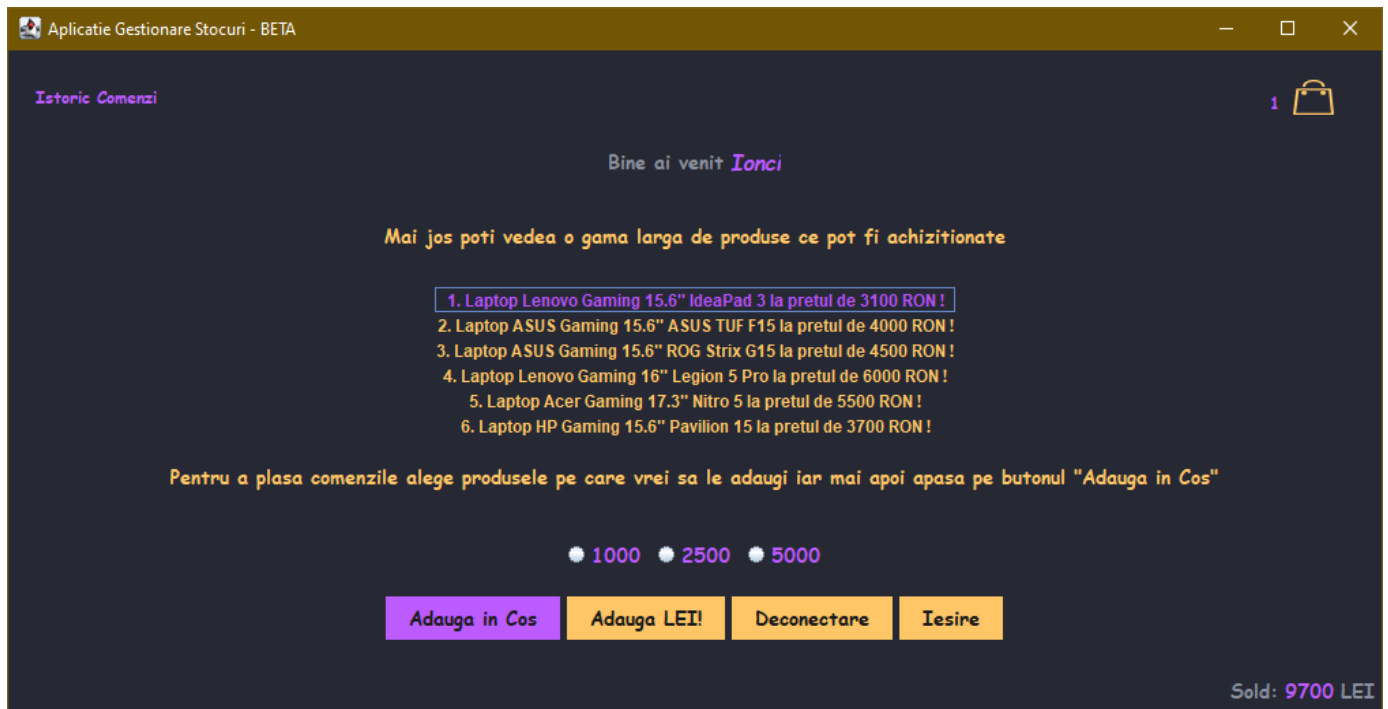 Aplicatie Gestionare Stocuri - BETA
Istoric Comenzi
1
Bine ai venit Ionci
Mai jos poti vedea o gama larga de produse ce pot fi achizitionate
1. Laptop Lenovo Gaming 15.6" IdeaPad 3 la pretul de 3100 RON !
2. Laptop ASUS Gaming 15.6" ASUS TUF F15 la pretul de 4000 RON !
3. Laptop ASUS Gaming 15.6" ROG Strix G15 la pretul de 4500 RON !
4. Laptop Lenovo Gaming 16" Legion 5 Pro la pretul de 6000 RON !
5. Laptop Acer Gaming 17.3" Nitro 5 la pretul de 5500 RON !
6. Laptop HP Gaming 15.6" Pavilion 15 la pretul de 3700 RON !
Pentru a plasa comenzile alege produsele pe care vrei sa le adaugi iar mai apoi apasa pe butonul "Adauga in Cos"
1000 2500 5000
Adauga in Cos Adauga LEI! Deconectare Iesire
Sold: 9700 LEI